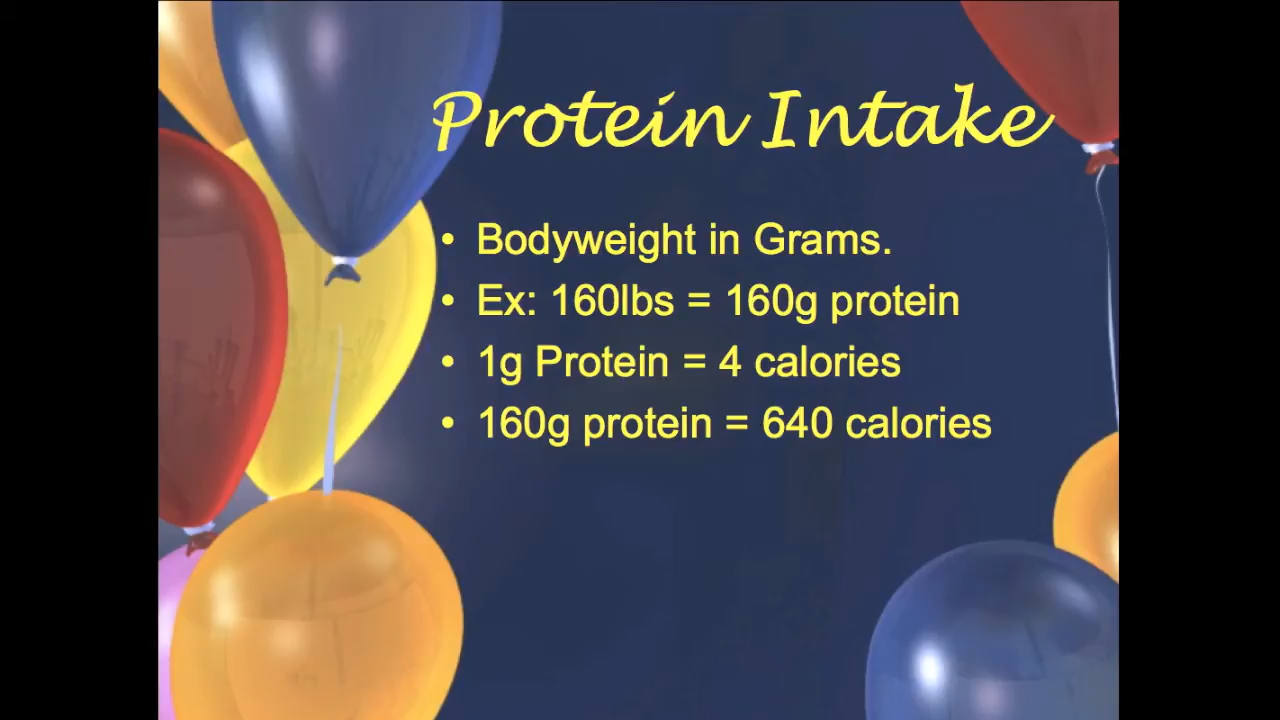 Protein Intake
• Bodyweight in Grams.
• Ex: 160lbs = 160g protein
• 1g Protein = 4 calories
• 160g protein = 640 calories